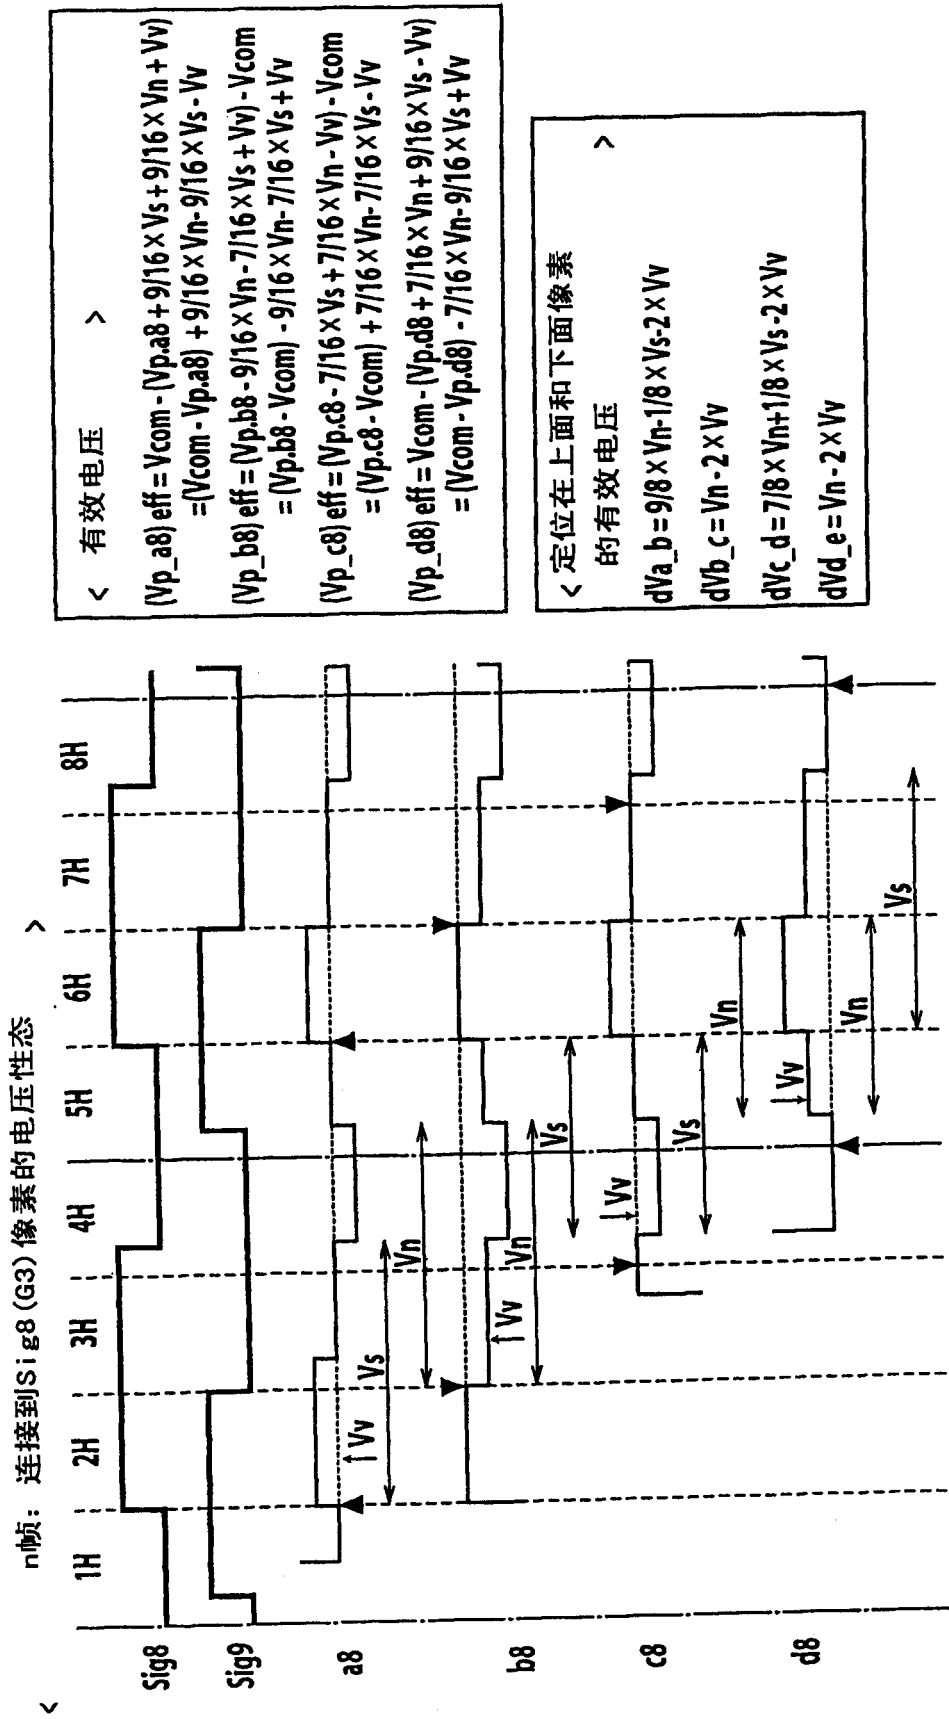 < n帧: 连接到Sig8(G3)像素的电压性态 >
1H 2H 3H 4H 5H 6H 7H 8H
Sig8
Sig9
a8
↑Vv
Vs
Vn
b8
↑Vv
Vn
Vs
c8
↓Vv
Vs
Vn
d8
↓Vv
Vn
Vs
< 有效电压 >
(Vp_a8) eff = Vcom - (Vp.a8 + 9/16×Vs + 9/16×Vn + Vv)
=(Vcom - Vp.a8) + 9/16×Vn- 9/16×Vs - Vv
(Vp_b8) eff = (Vp.b8 - 9/16×Vn - 7/16×Vs + Vv) - Vcom
= (Vp.b8 - Vcom) - 9/16×Vn- 7/16×Vs + Vv
(Vp_c8) eff = (Vp.c8 - 7/16×Vs + 7/16×Vn - Vv) - Vcom
= (Vp.c8 - Vcom) + 7/16×Vn- 7/16×Vs - Vv
(Vp_d8) eff = Vcom - (Vp.d8 + 7/16×Vn + 9/16×Vs - Vv)
= (Vcom - Vp.d8) - 7/16×Vn- 9/16×Vs + Vv
< 定位在上面和下面像素
的有效电压 >
dVa_b = 9/8×Vn-1/8×Vs-2×Vv
dVb_c = Vn -2×Vv
dVc_d = 7/8×Vn+1/8×Vs-2×Vv
dVd_e = Vn - 2×Vv